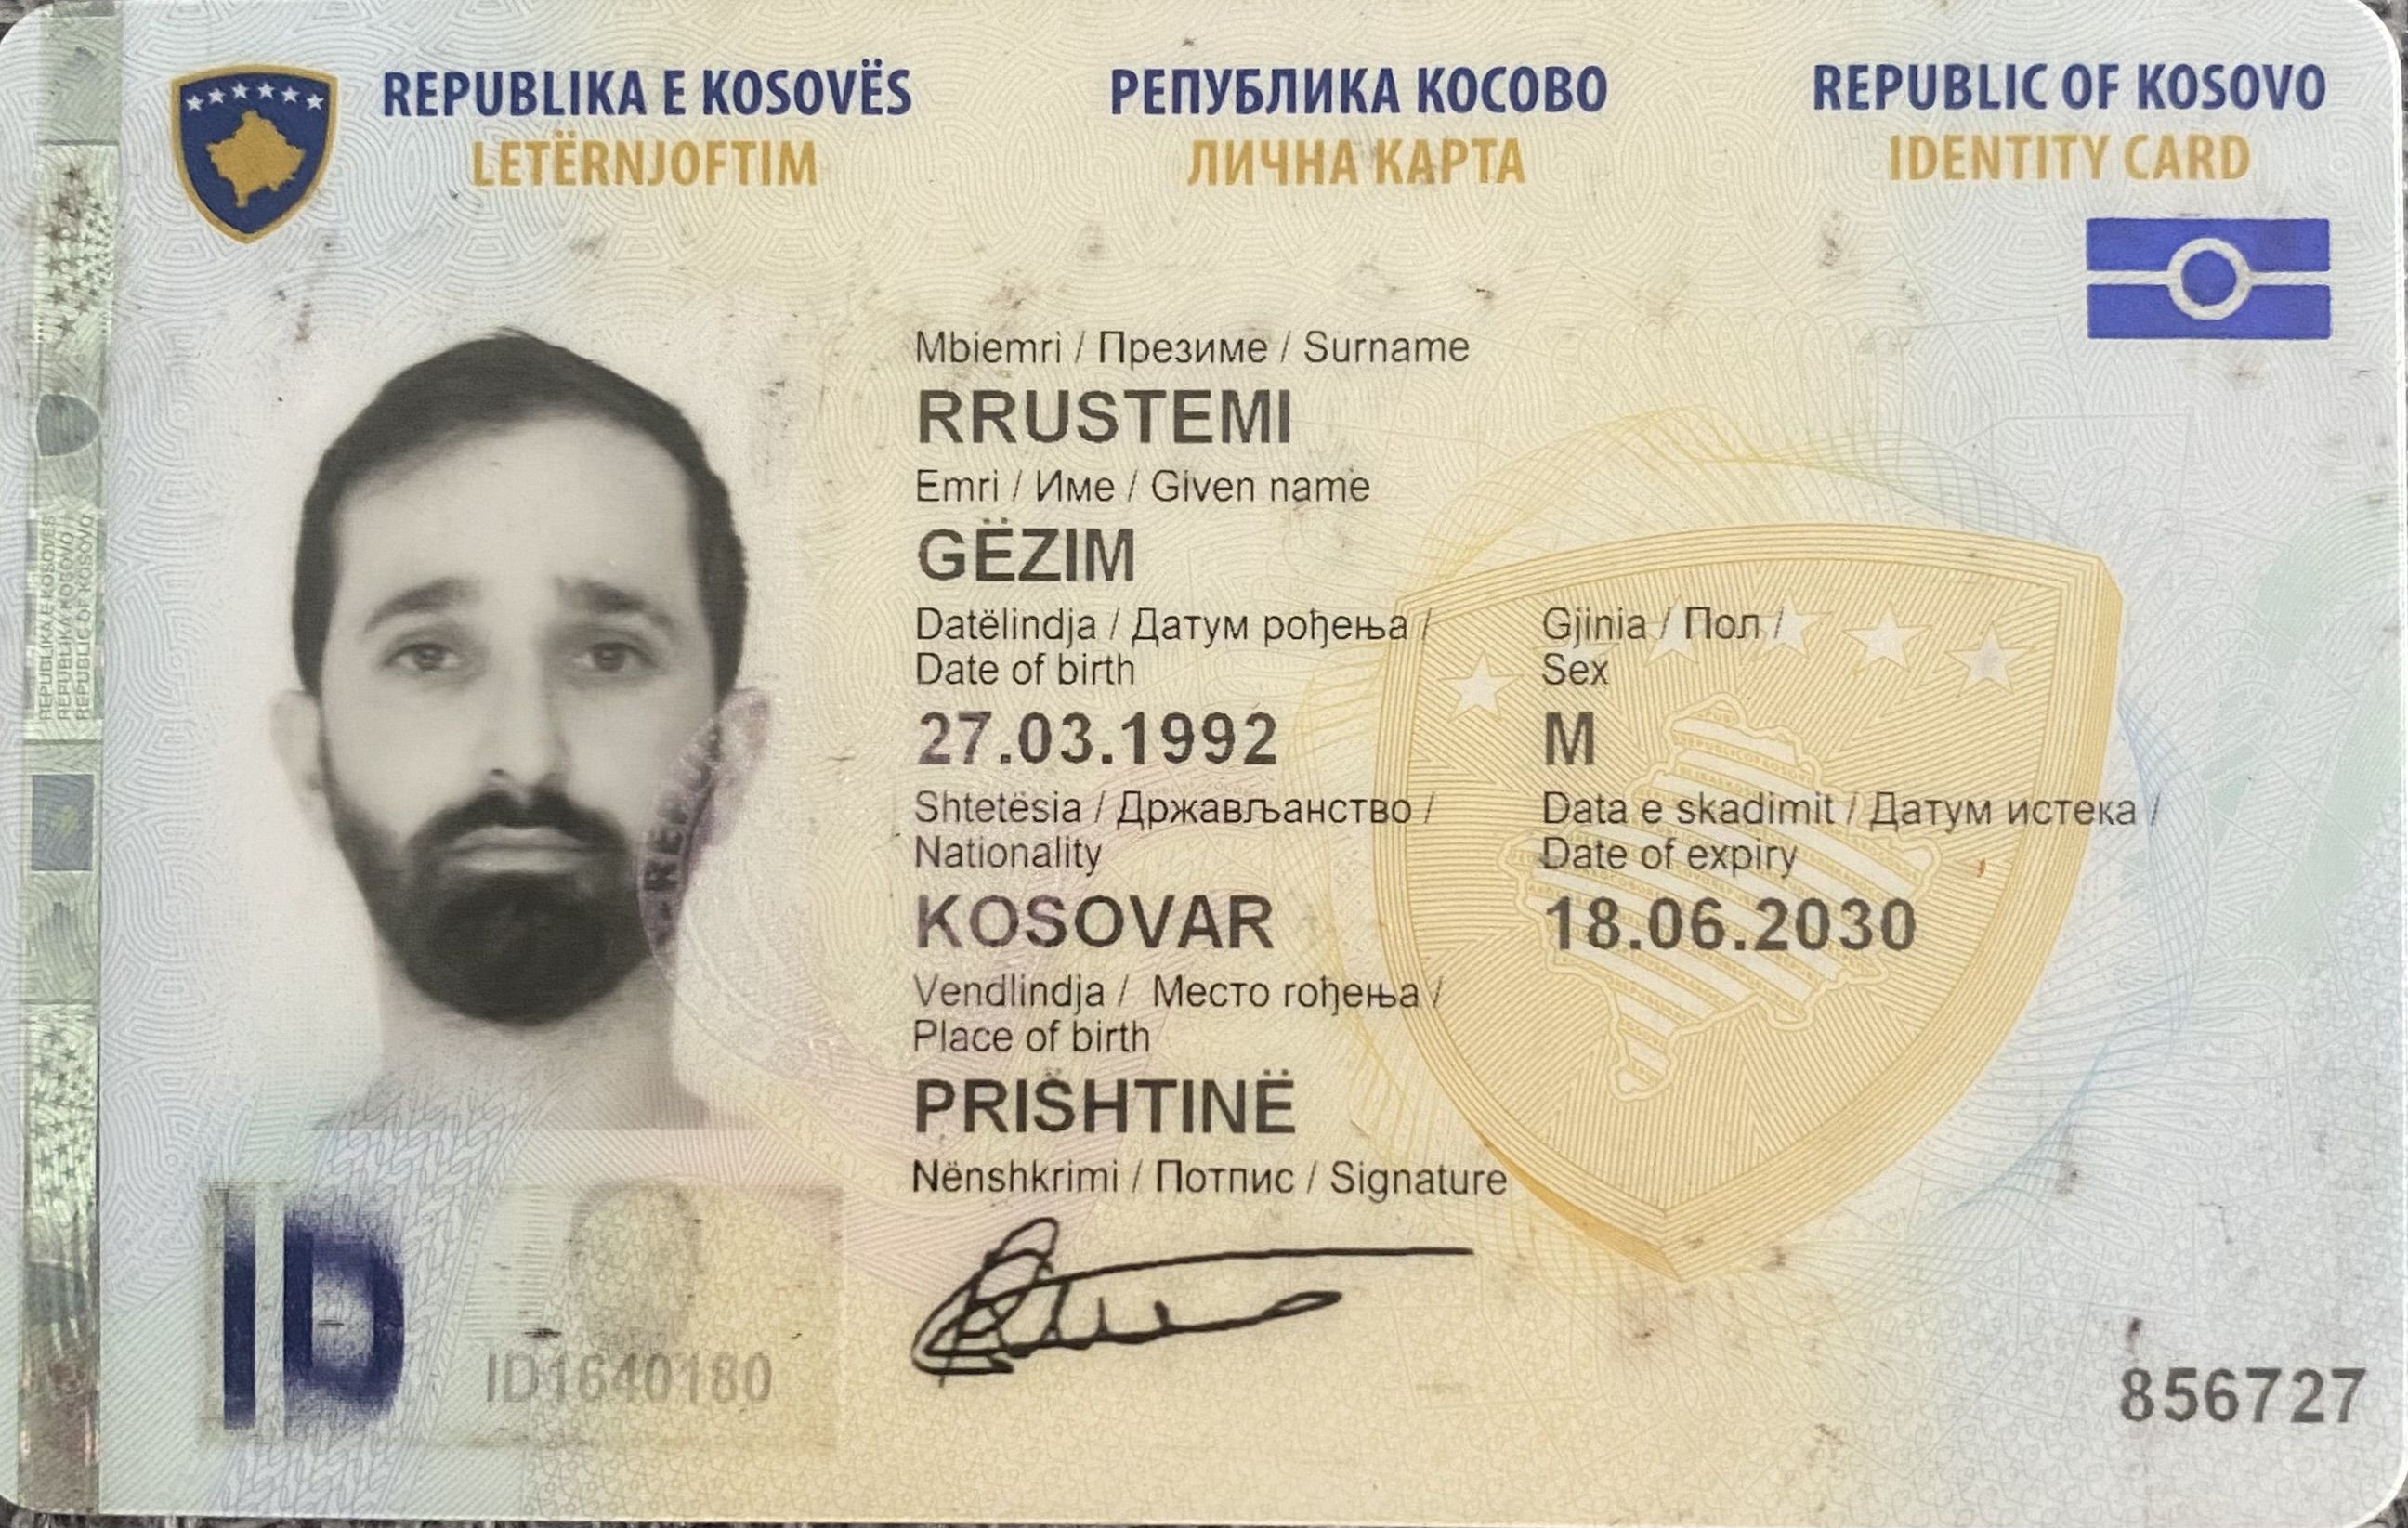 REPUBLIKA E KOSOVËS
LETËRNJOFTIM
РЕПУБЛИКА КОСОВО
ЛИЧНА КАРТА
REPUBLIC OF KOSOVO
IDENTITY CARD
REPUBLIKA E KOSOVËS
REPUBLIKA KOSOVO
REPUBLIC OF KOSOVO
Mbiemri / Презиме / Surname
RRUSTEMI
Emri / Име / Given name
GËZIM
Datëlindja / Датум рођења /
Date of birth
27.03.1992
Gjinia / Пол /
Sex
M
Shtetësia / Држављанство /
Nationality
KOSOVAR
Data e skadimit / Датум истека /
Date of expiry
18.06.2030
Vendlindja / Место гођења /
Place of birth
PRISHTINË
Nënshkrimi / Потпис / Signature
ID
ID1640180
856727